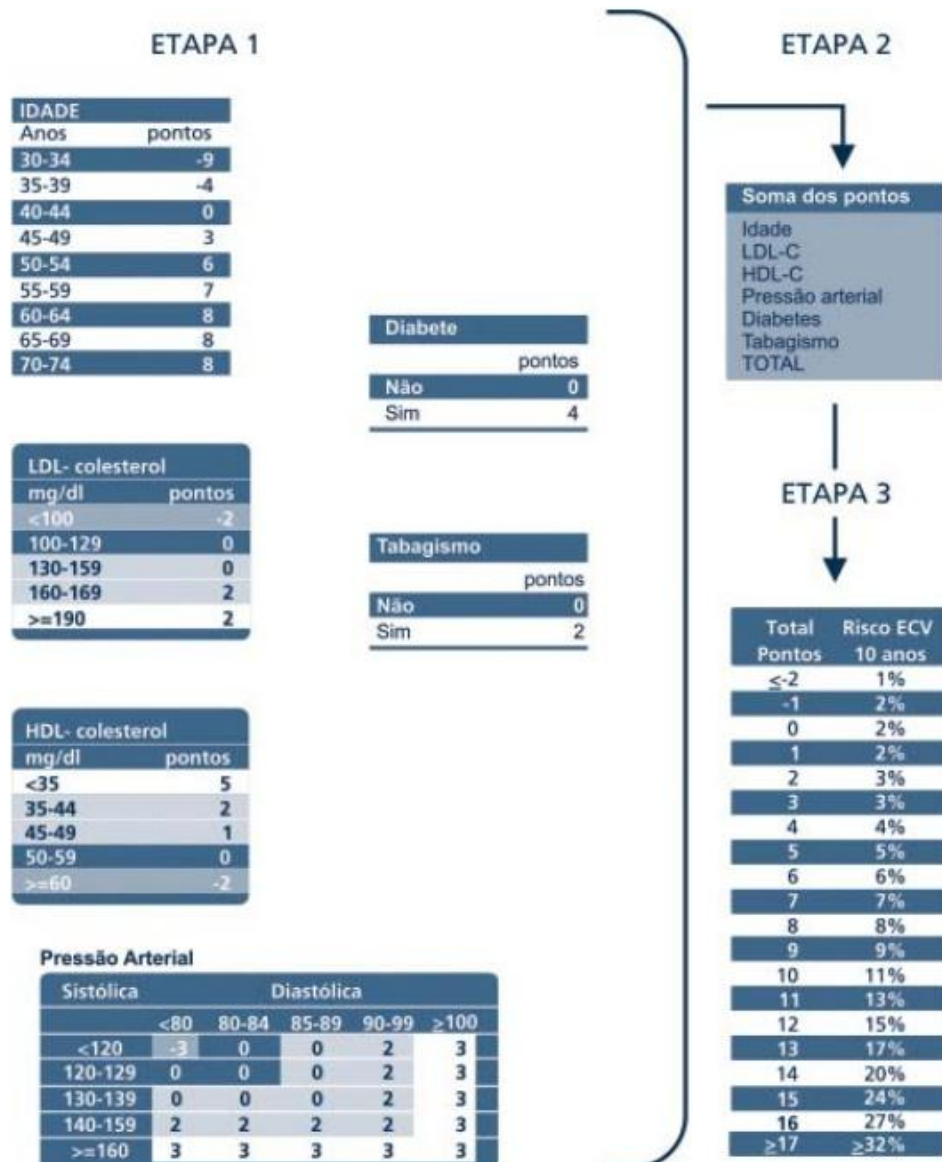 ETAPA 1
IDADE
Anos pontos
30-34 -9
35-39 -4
40-44 0
45-49 3
50-54 6
55-59 7
60-64 8
65-69 8
70-74 8
LDL- colesterol
mg/dl pontos
<100 -2
100-129 0
130-159 0
160-169 2
>=190 2
HDL- colesterol
mg/dl pontos
<35 5
35-44 2
45-49 1
50-59 0
>=60 -2
Diabete
pontos
Não 0
Sim 4
Tabagismo
pontos
Não 0
Sim 2
Pressão Arterial
Sistólica Diastólica
<80 80-84 85-89 90-99 ≥100
<120 -3 0 0 2 3
120-129 0 0 0 2 3
130-139 0 0 0 2 3
140-159 2 2 2 2 3
>=160 3 3 3 3 3
ETAPA 2
Soma dos pontos
Idade
LDL-C
HDL-C
Pressão arterial
Diabetes
Tabagismo
TOTAL
ETAPA 3
Total Risco ECV
Pontos 10 anos
≤-2 1%
-1 2%
0 2%
1 2%
2 3%
3 3%
4 4%
5 5%
6 6%
7 7%
8 8%
9 9%
10 11%
11 13%
12 15%
13 17%
14 20%
15 24%
16 27%
≥17 ≥32%